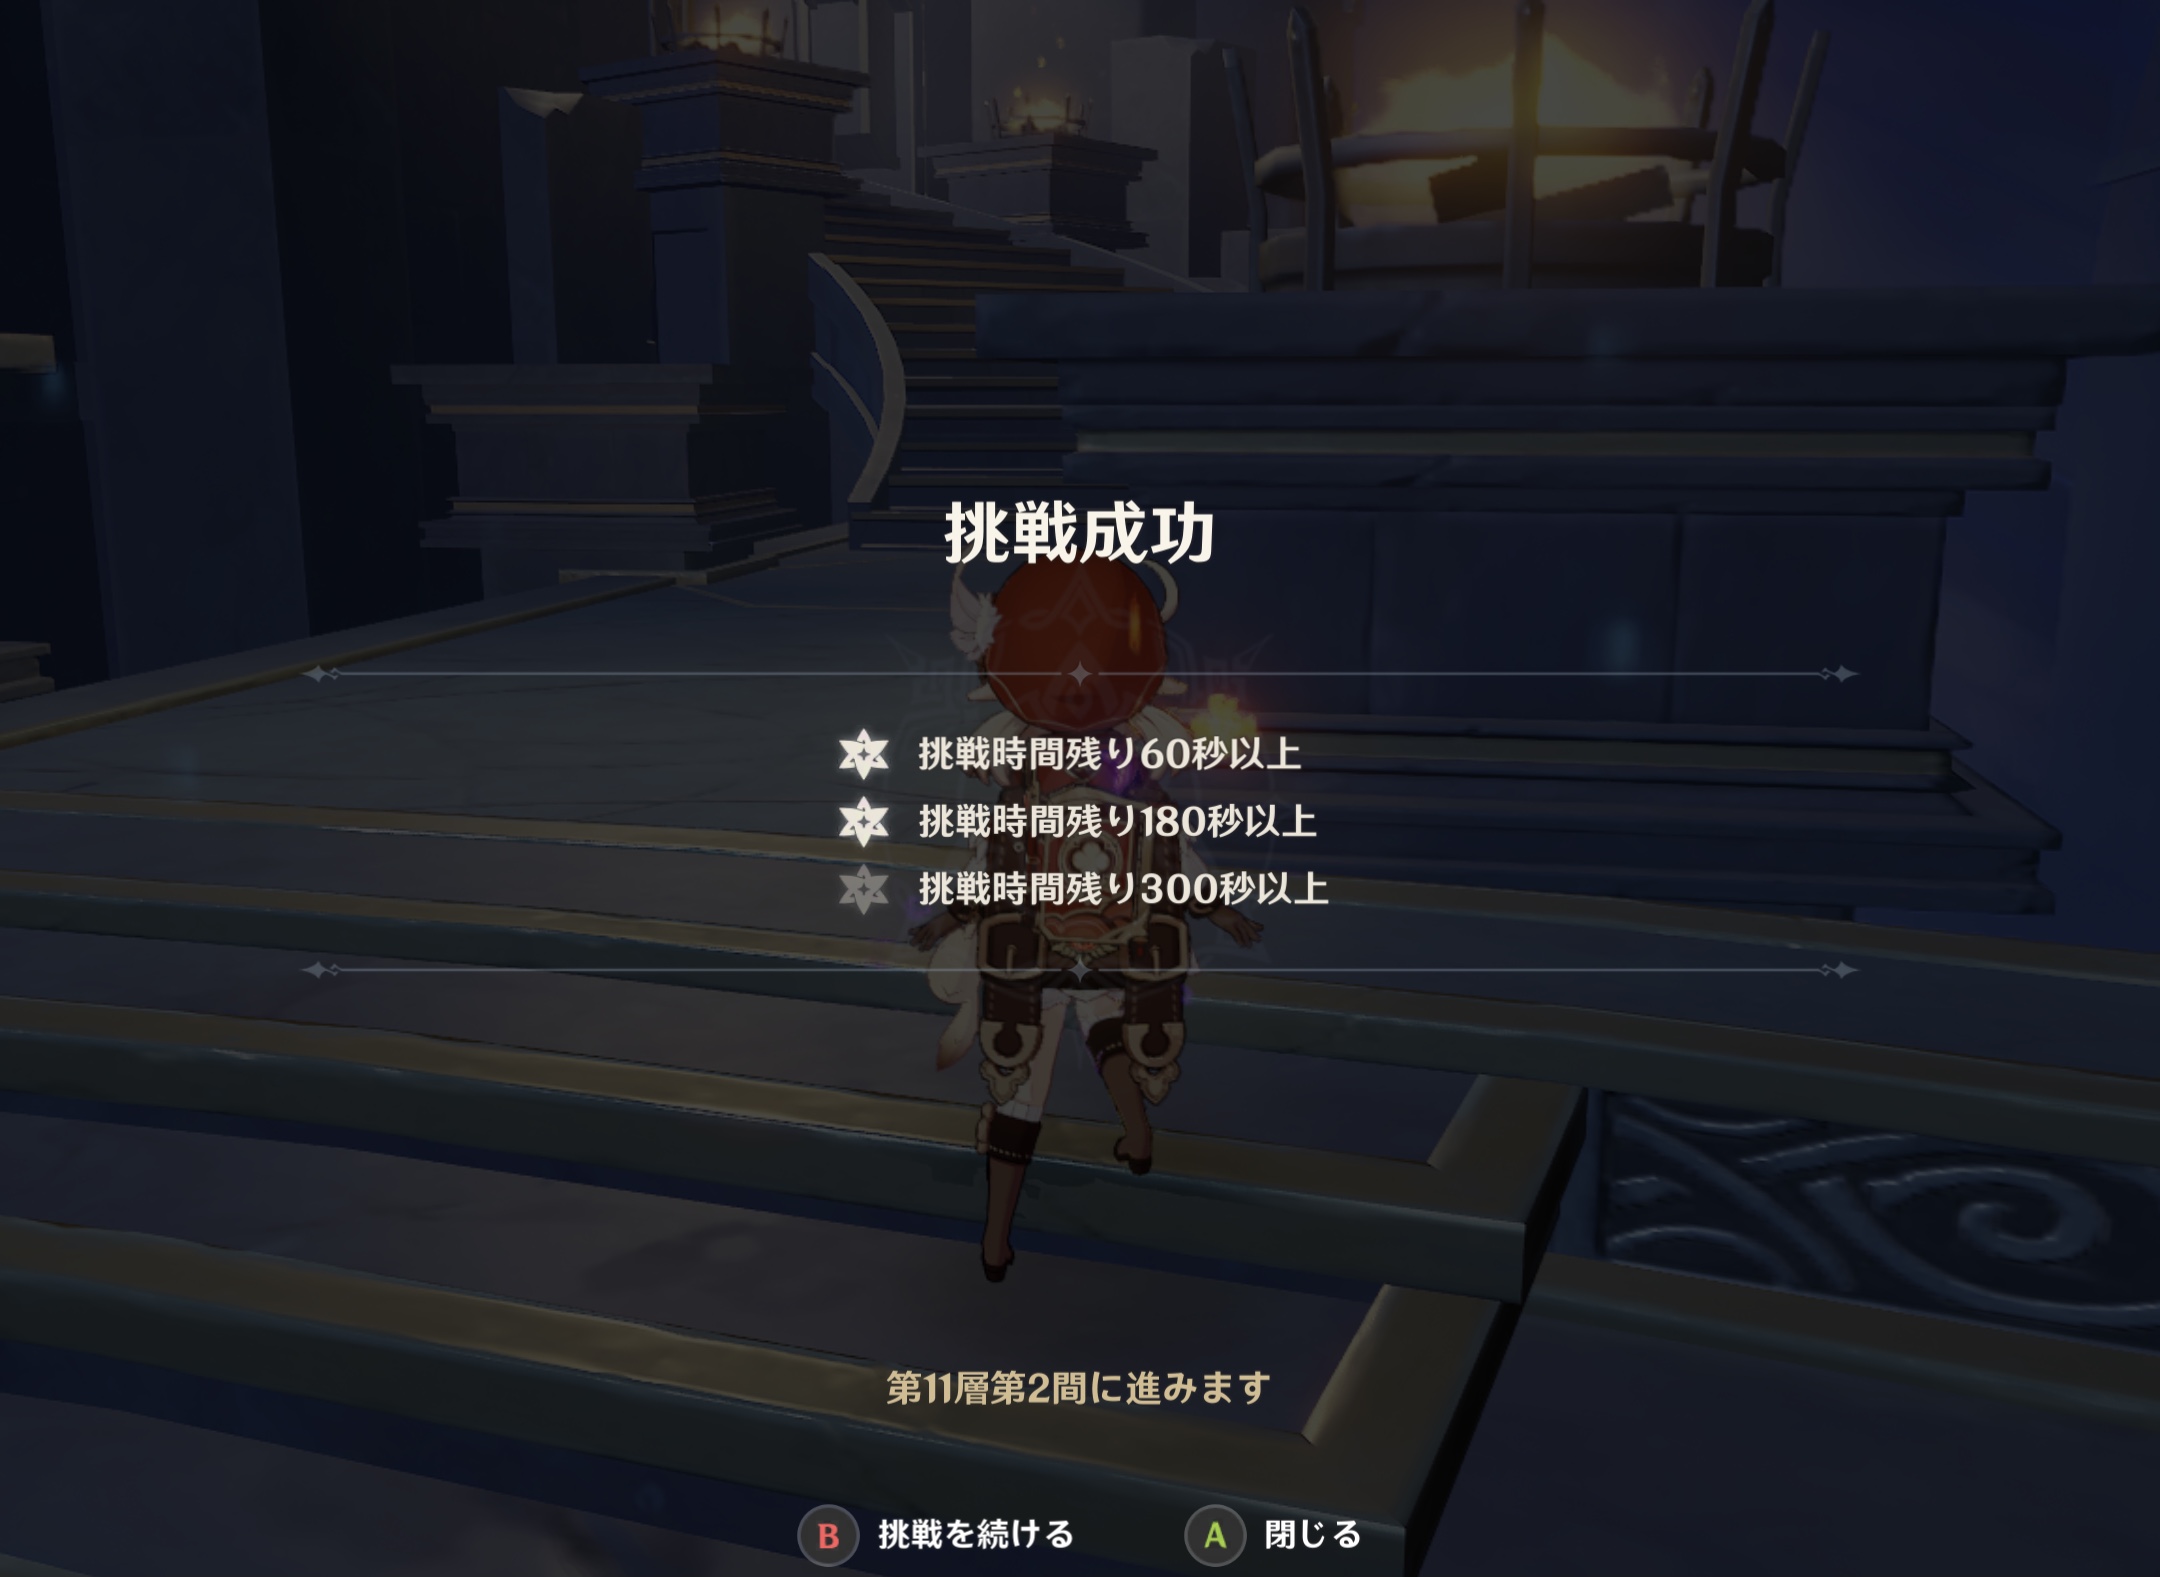 挑戦成功
挑戦時間残り60秒以上
挑戦時間残り180秒以上
挑戦時間残り300秒以上
第11層第2間に進みます
B 挑戦を続ける A 閉じる